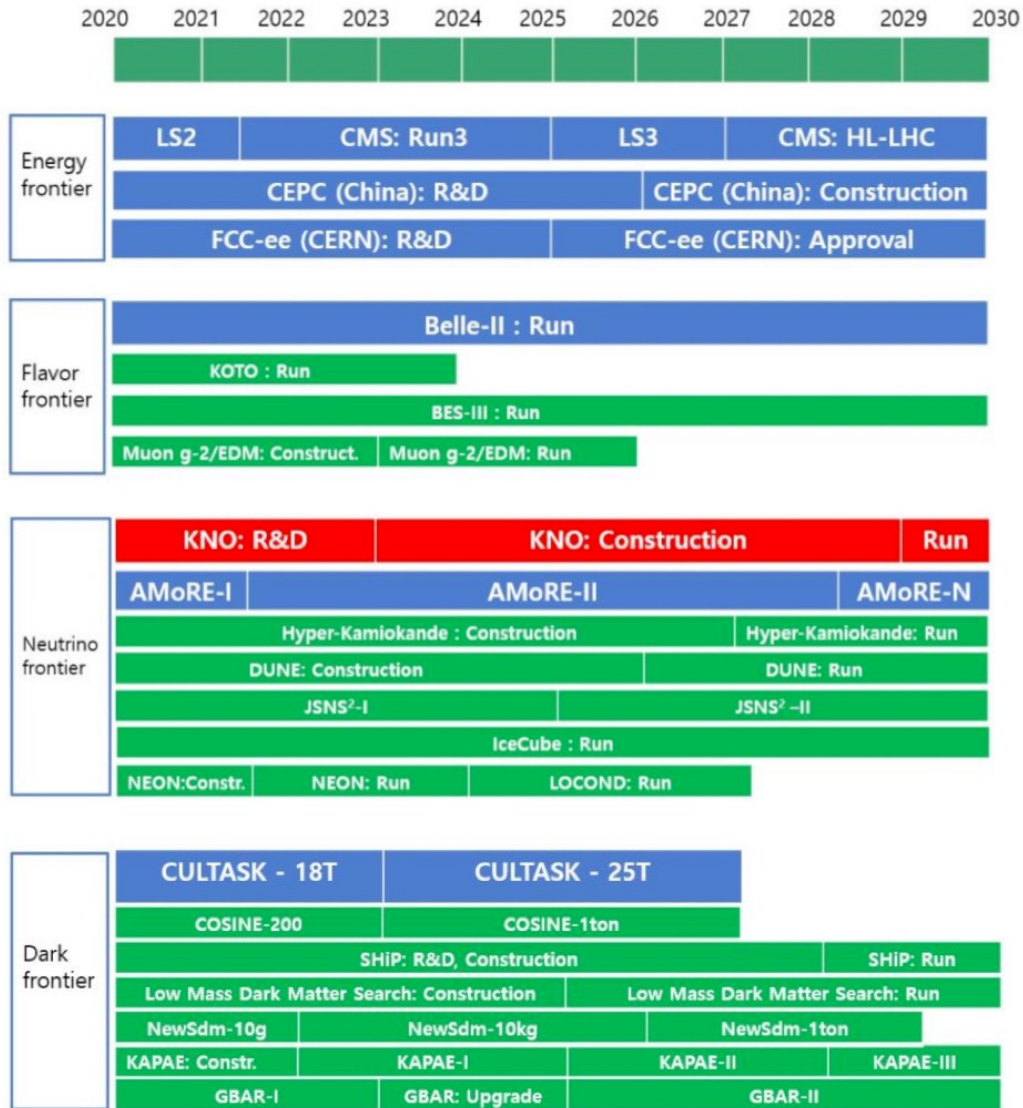 2020 2021 2022 2023 2024 2025 2026 2027 2028 2029 2030
Energy
frontier
LS2 CMS: Run3 LS3 CMS: HL-LHC
CEPC (China): R&D CEPC (China): Construction
FCC-ee (CERN): R&D FCC-ee (CERN): Approval
Flavor
frontier
Belle-II : Run
KOTO : Run
BES-III : Run
Muon g-2/EDM: Construct. Muon g-2/EDM: Run
Neutrino
frontier
KNO: R&D KNO: Construction Run
AMoRE-I AMoRE-II AMoRE-N
Hyper-Kamiokande : Construction Hyper-Kamiokande: Run
DUNE: Construction DUNE: Run
JSNS²-I JSNS² –II
IceCube : Run
NEON:Constr. NEON: Run LOCOND: Run
Dark
frontier
CULTASK - 18T CULTASK - 25T
COSINE-200 COSINE-1ton
SHiP: R&D, Construction SHiP: Run
Low Mass Dark Matter Search: Construction Low Mass Dark Matter Search: Run
NewSdm-10g NewSdm-10kg NewSdm-1ton
KAPAE: Constr. KAPAE-I KAPAE-II KAPAE-III
GBAR-I GBAR: Upgrade GBAR-II